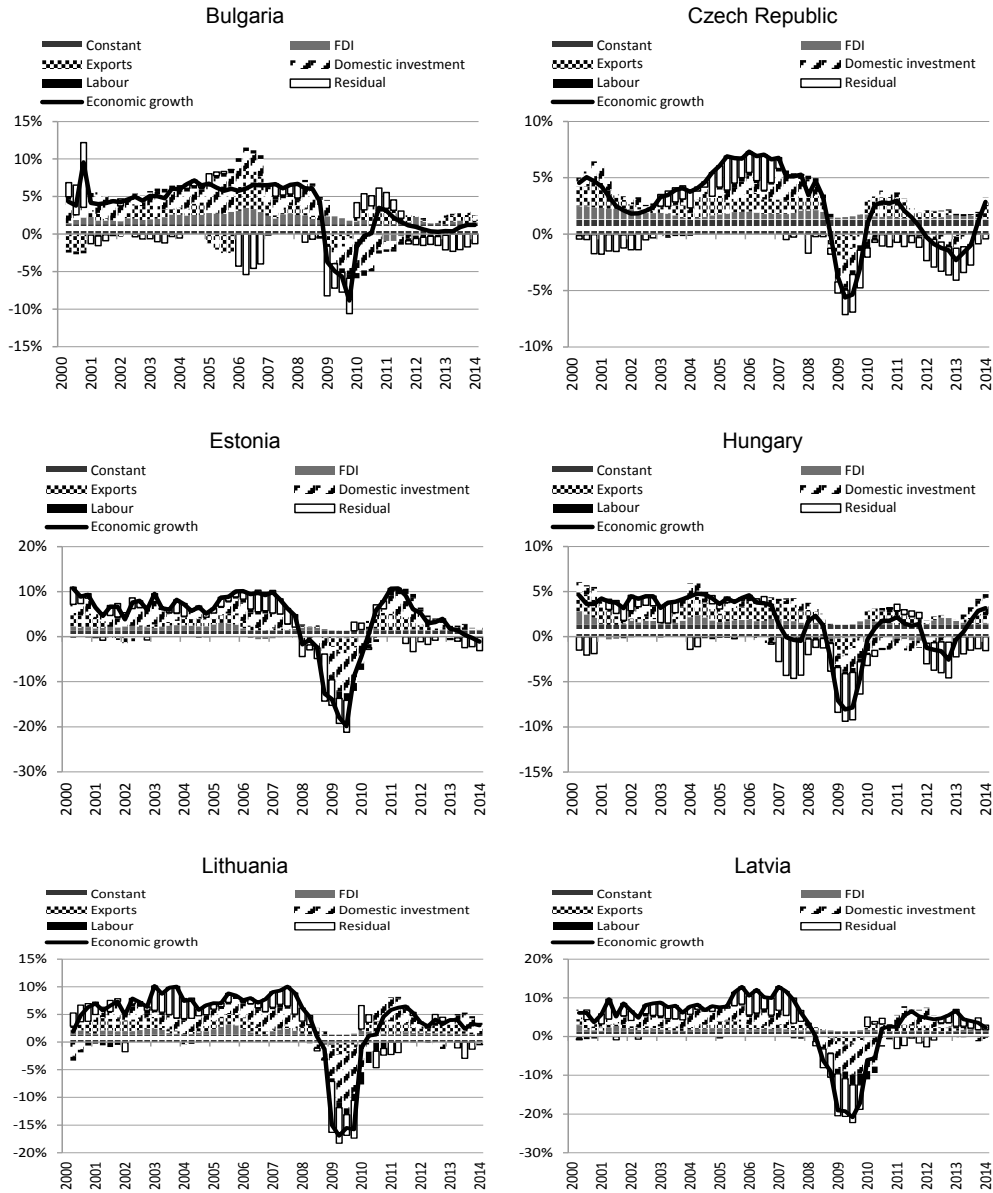 Bulgaria
Constant FDI
Exports Domestic investment
Labour Residual
Economic growth
15%
10%
5%
0%
-5%
-10%
-15%
2000 2001 2002 2003 2004 2005 2006 2007 2008 2009 2010 2011 2012 2013 2014
Czech Republic
Constant FDI
Exports Domestic investment
Labour Residual
Economic growth
10%
5%
0%
-5%
-10%
2000 2001 2002 2003 2004 2005 2006 2007 2008 2009 2010 2011 2012 2013 2014
Estonia
Constant FDI
Exports Domestic investment
Labour Residual
Economic growth
20%
10%
0%
-10%
-20%
-30%
2000 2001 2002 2003 2004 2005 2006 2007 2008 2009 2010 2011 2012 2013 2014
Hungary
Constant FDI
Exports Domestic investment
Labour Residual
Economic growth
10%
5%
0%
-5%
-10%
-15%
2000 2001 2002 2003 2004 2005 2006 2007 2008 2009 2010 2011 2012 2013 2014
Lithuania
Constant FDI
Exports Domestic investment
Labour Residual
Economic growth
15%
10%
5%
0%
-5%
-10%
-15%
-20%
2000 2001 2002 2003 2004 2005 2006 2007 2008 2009 2010 2011 2012 2013 2014
Latvia
Constant FDI
Exports Domestic investment
Labour Residual
Economic growth
20%
10%
0%
-10%
-20%
-30%
2000 2001 2002 2003 2004 2005 2006 2007 2008 2009 2010 2011 2012 2013 2014